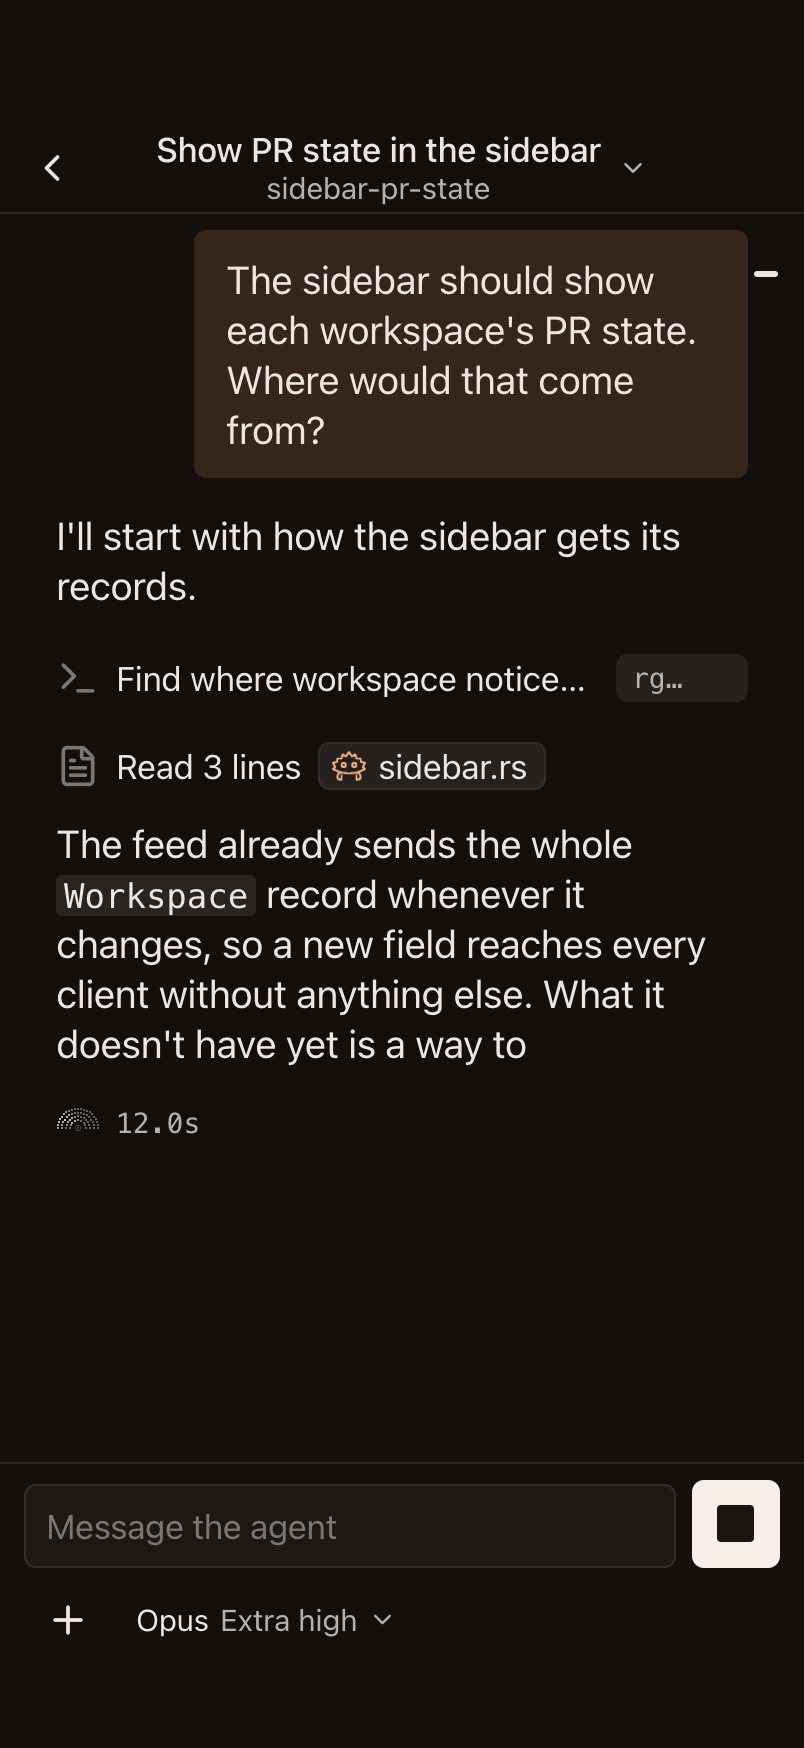 Show PR state in the sidebar
sidebar-pr-state
The sidebar should show
each workspace's PR state.
Where would that come
from?
I'll start with how the sidebar gets its
records.
Find where workspace notice... rg...
Read 3 lines sidebar.rs
The feed already sends the whole
Workspace record whenever it
changes, so a new field reaches every
client without anything else. What it
doesn't have yet is a way to
12.0s
Message the agent
Opus Extra high